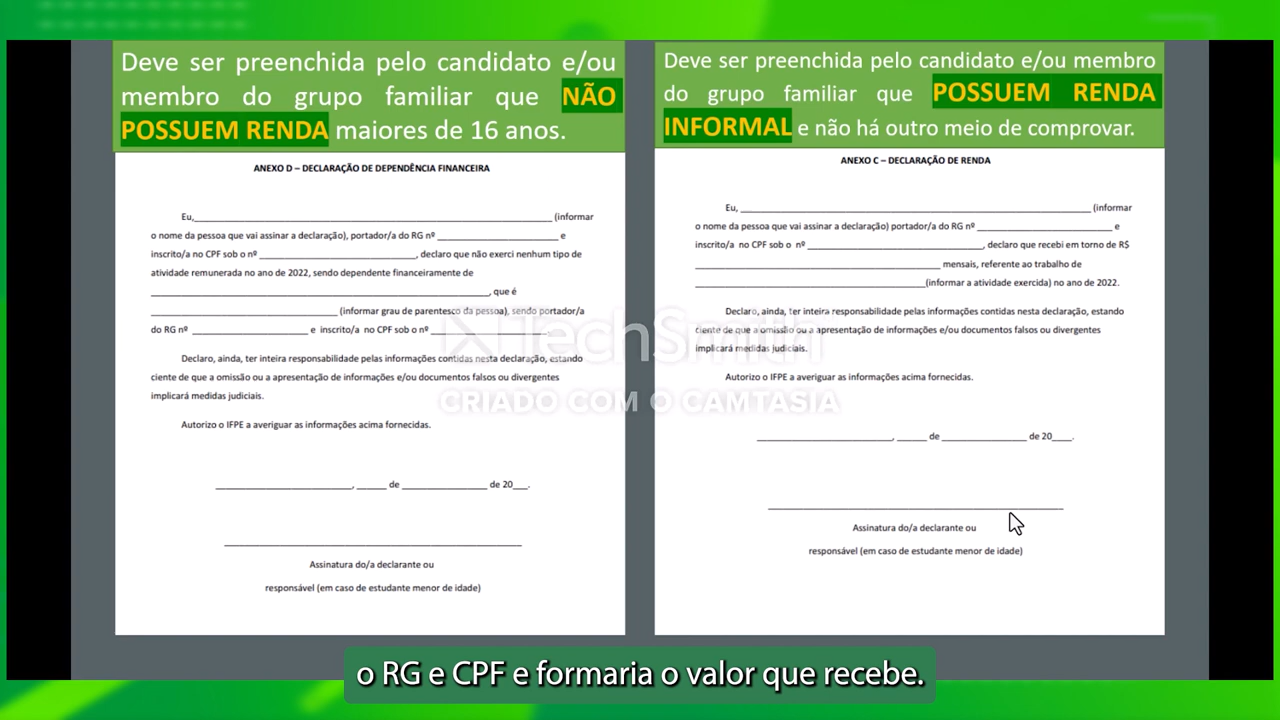 Deve ser preenchida pelo candidato e/ou
membro do grupo familiar que NÃO
POSSUEM RENDA maiores de 16 anos.
ANEXO D – DECLARAÇÃO DE DEPENDÊNCIA FINANCEIRA
Eu,______________________________ (informar
o nome da pessoa que vai assinar a declaração), portador/a do RG nº ____________________ e
inscrito/a no CPF sob o nº ____________________, declaro que não exerci nenhum tipo de
atividade remunerada no ano de 2022, sendo dependente financeiramente de
______________________________, que é
____________________ (informar grau de parentesco da pessoa), sendo portador/a
do RG nº ____________________ e inscrito/a no CPF sob o nº ____________________.
Declaro, ainda, ter inteira responsabilidade pelas informações contidas nesta declaração, estando
ciente de que a omissão ou a apresentação de informações e/ou documentos falsos ou divergentes
implicará medidas judiciais.
Autorizo o IFPE a averiguar as informações acima fornecidas.
____________________, ______ de ______________ de 20___.
______________________________
Assinatura do/a declarante ou
responsável (em caso de estudante menor de idade)
Deve ser preenchida pelo candidato e/ou membro
do grupo familiar que POSSUEM RENDA
INFORMAL e não há outro meio de comprovar.
ANEXO C – DECLARAÇÃO DE RENDA
Eu, ______________________________ (informar
o nome da pessoa que vai assinar a declaração) portador/a do RG nº ____________________ e
inscrito/a no CPF sob o nº ____________________, declaro que recebi em torno de R$
____________________ mensais, referente ao trabalho de
____________________(informar a atividade exercida) no ano de 2022.
Declaro, ainda, ter inteira responsabilidade pelas informações contidas nesta declaração, estando
ciente de que a omissão ou a apresentação de informações e/ou documentos falsos ou divergentes
implicará medidas judiciais.
Autorizo o IFPE a averiguar as informações acima fornecidas.
____________________, ______ de ______________ de 20____.
______________________________
Assinatura do/a declarante ou
responsável (em caso de estudante menor de idade)
TechSmith
CRIADO COM O CAMTASIA
o RG e CPF e formaria o valor que recebe.